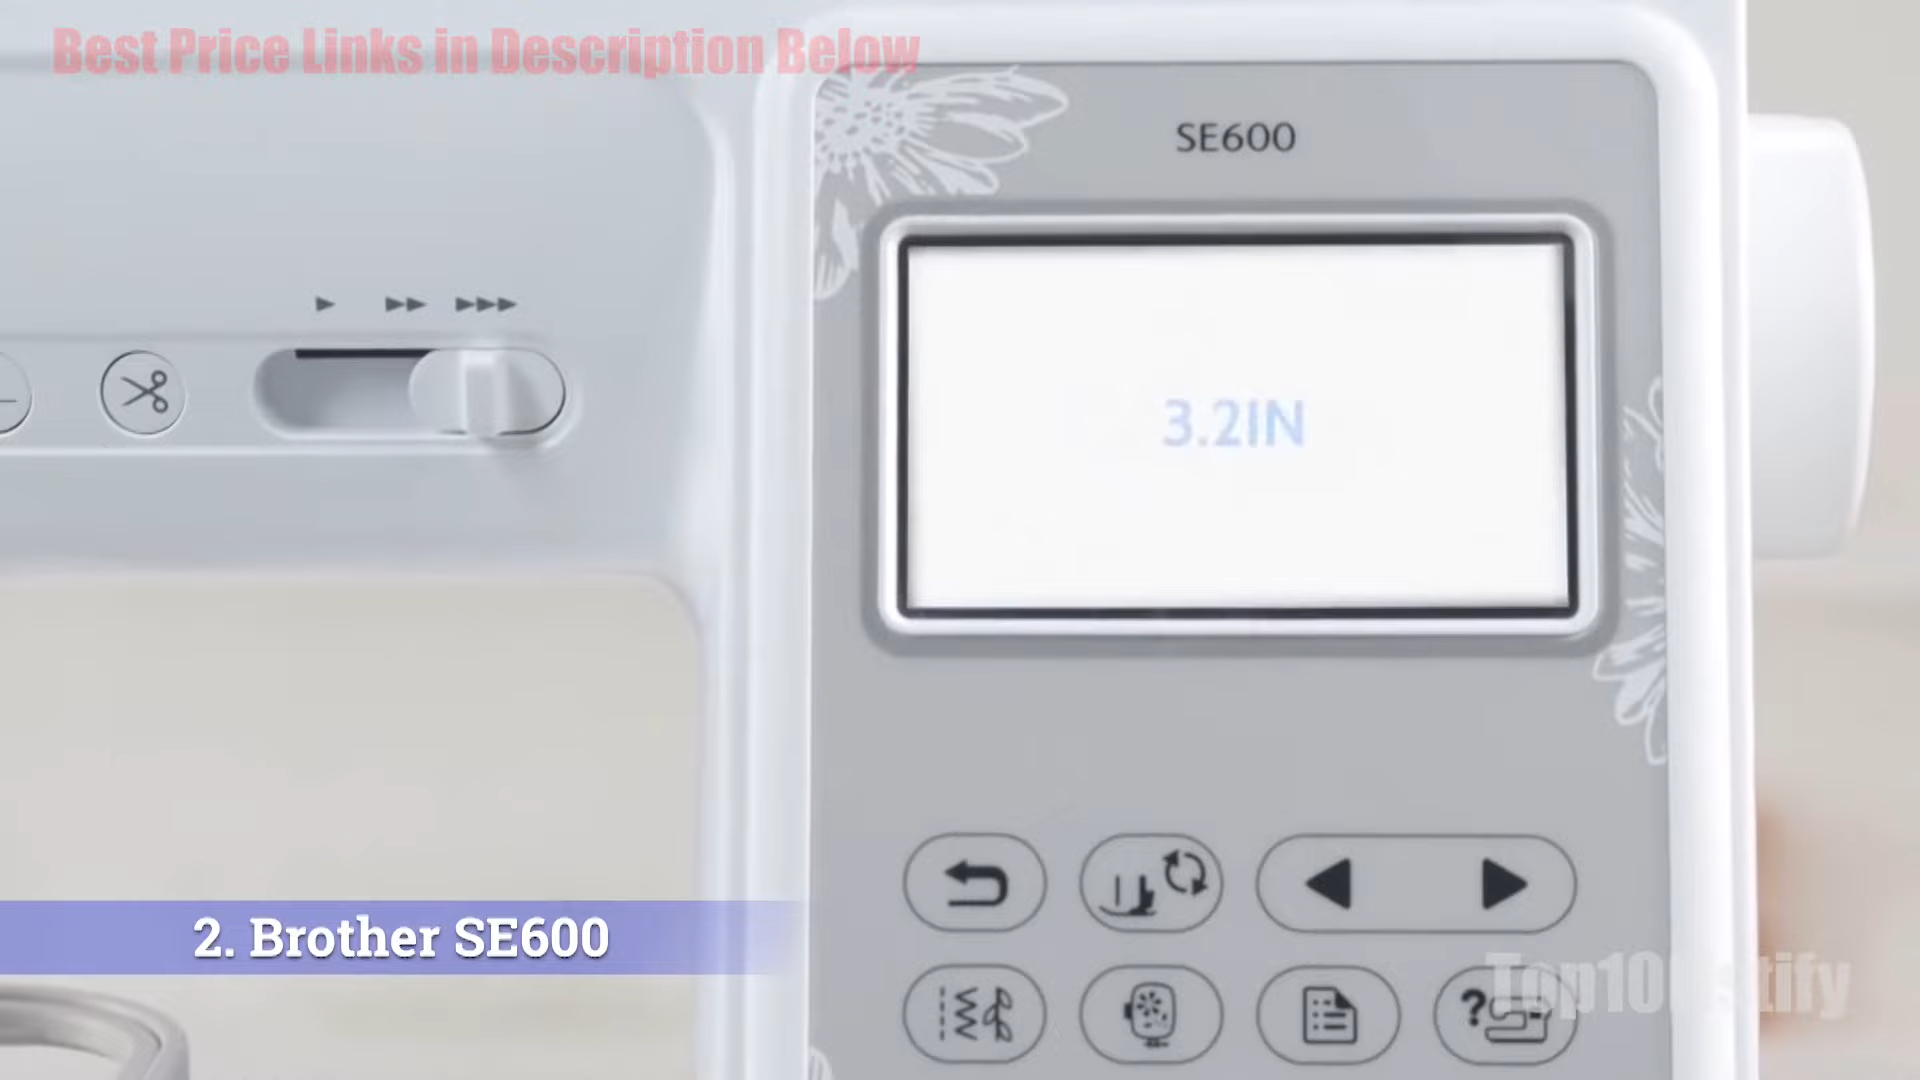 Best Price Links in Description Below
SE600
3.2IN
2. Brother SE600
?